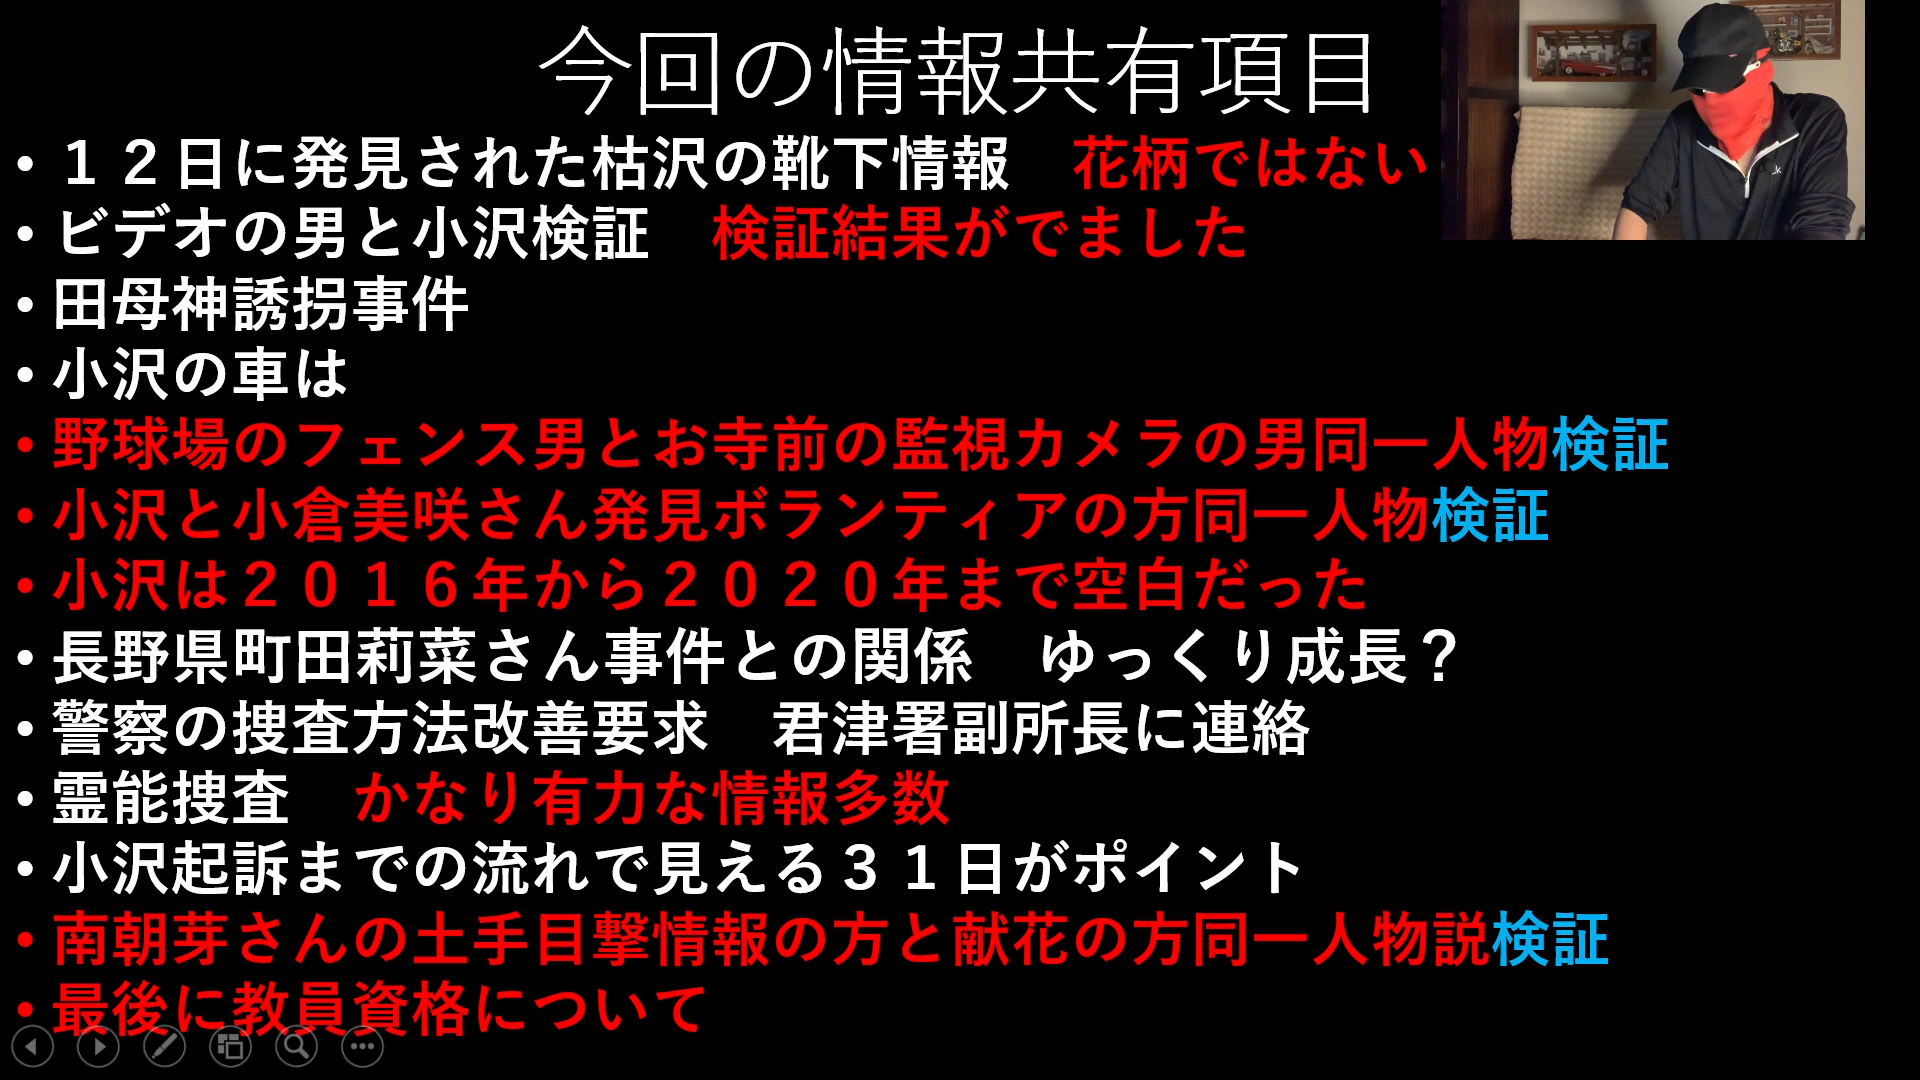 今回の情報共有項目
・１２日に発見された枯沢の靴下情報　花柄ではない
・ビデオの男と小沢検証　検証結果がでました
・田母神誘拐事件
・小沢の車は
・野球場のフェンス男とお寺前の監視カメラの男同一人物検証
・小沢と小倉美咲さん発見ボランティアの方同一人物検証
・小沢は２０１６年から２０２０年まで空白だった
・長野県町田莉菜さん事件との関係　ゆっくり成長？
・警察の捜査方法改善要求　君津署副所長に連絡
・霊能捜査　かなり有力な情報多数
・小沢起訴までの流れで見える３１日がポイント
・南朝芽さんの土手目撃情報の方と献花の方同一人物説検証
・最後に教員資格について